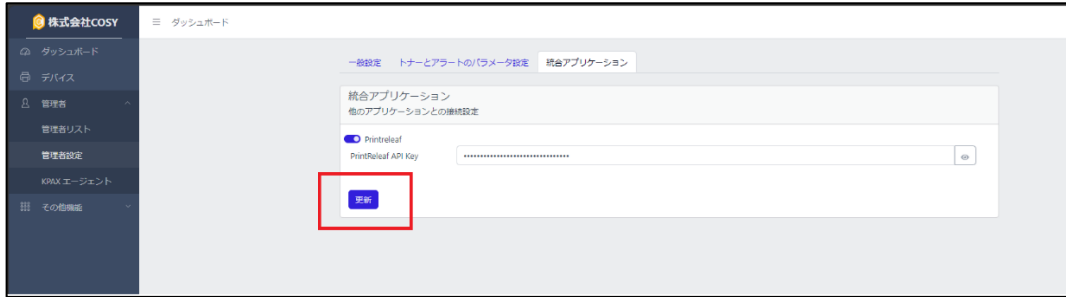 株式会社COSY
ダッシュボード
ダッシュボード
デバイス
管理者
管理者リスト
管理者設定
KPAX エージェント
その他機能
一般設定 トナーとアラートのパラメータ設定 統合アプリケーション
統合アプリケーション
他のアプリケーションとの接続設定
Printreleaf
PrintReleaf API Key ••••••••••••••••••••••••••••••••
更新